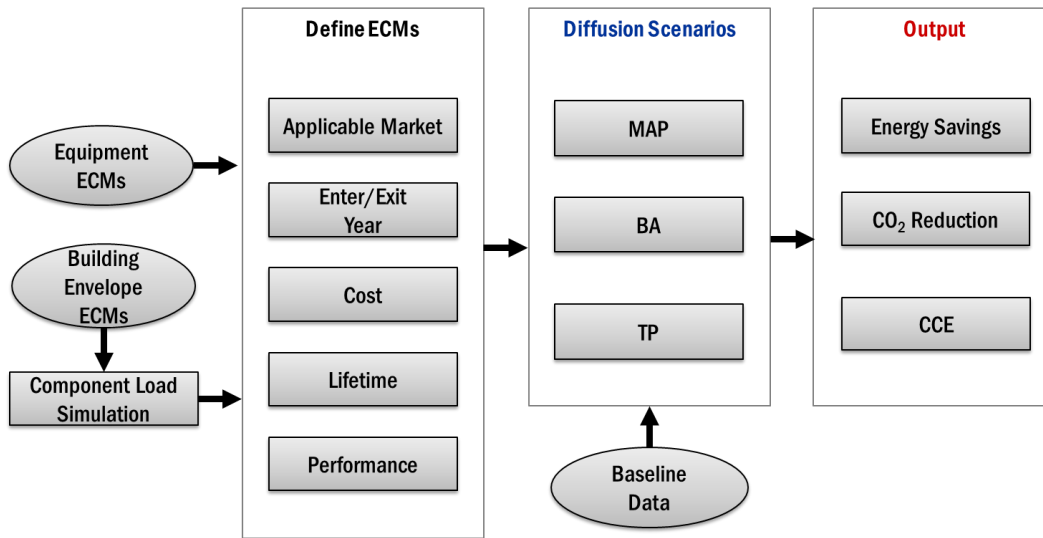 Define ECMs
Diffusion Scenarios
Output
Equipment
ECMs
Building
Envelope
ECMs
Component Load
Simulation
Applicable Market
Enter/Exit
Year
Cost
Lifetime
Performance
MAP
BA
TP
Baseline
Data
Energy Savings
CO₂ Reduction
CCE